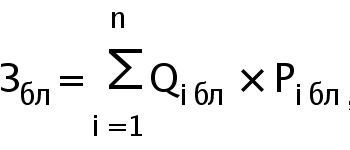 n
Збл = ∑ Qi бл × Pi бл ,
i =1